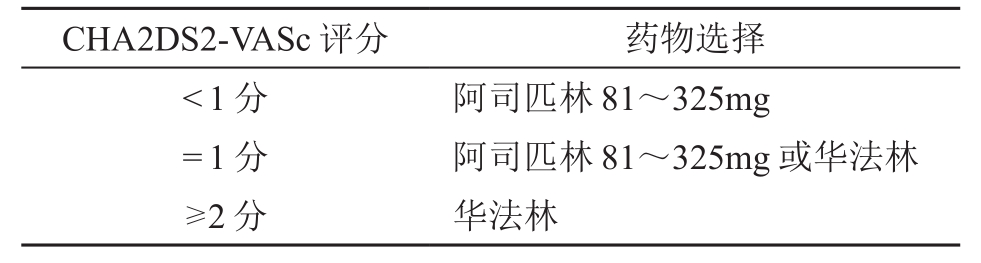 CHA2DS2-VASc 评分 药物选择
<1 分 阿司匹林 81～325mg
=1 分 阿司匹林 81～325mg 或华法林
≥2 分 华法林